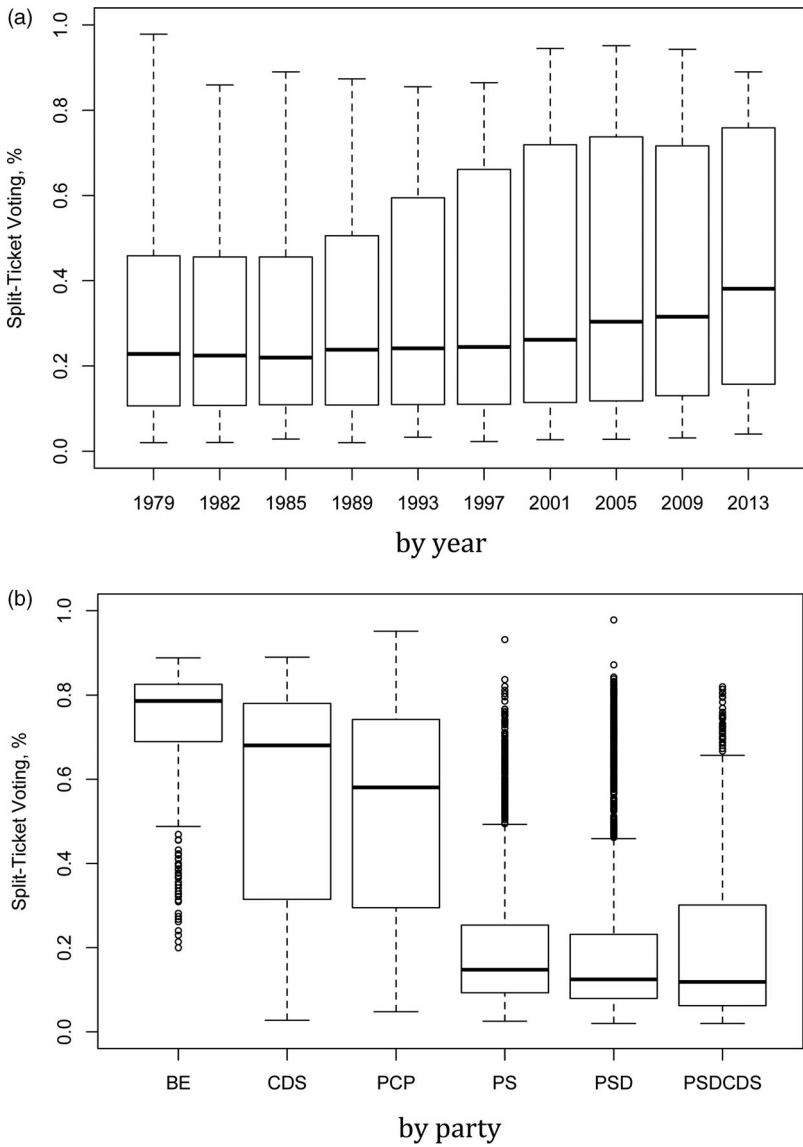 (a)
Split-Ticket Voting, %
1.0
0.8
0.6
0.4
0.2
0.0
1979 1982 1985 1989 1993 1997 2001 2005 2009 2013
by year
(b)
Split-Ticket Voting, %
1.0
0.8
0.6
0.4
0.2
0.0
BE CDS PCP PS PSD PSDCDS
by party